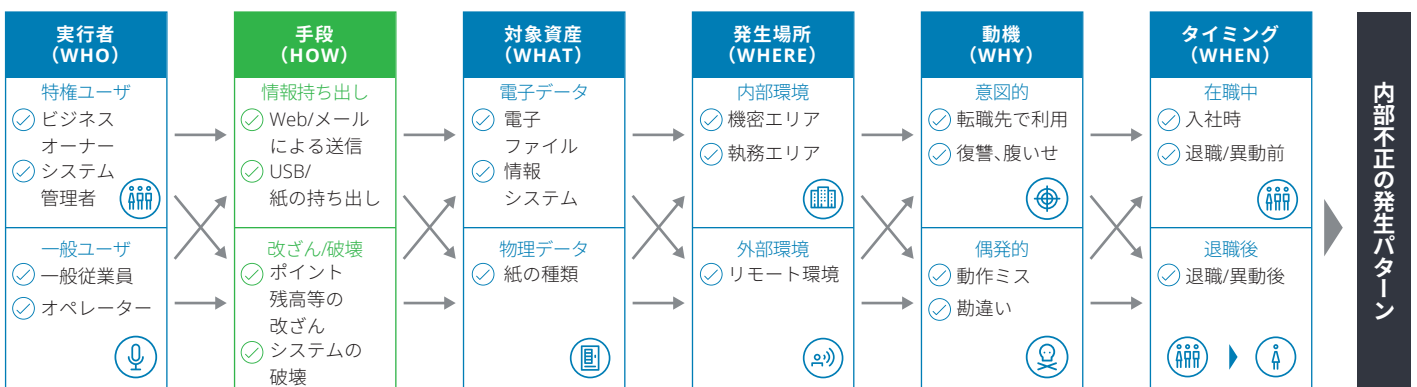 実行者
（WHO）
特権ユーザ
ビジネス
オーナー
システム
管理者
一般ユーザ
一般従業員
オペレーター
手段
（HOW）
情報持ち出し
Web/メール
による送信
USB/
紙の持ち出し
改ざん/破壊
ポイント
残高等の
改ざん
システムの
破壊
対象資産
（WHAT）
電子データ
電子
ファイル
情報
システム
物理データ
紙の種類
発生場所
（WHERE）
内部環境
機密エリア
執務エリア
外部環境
リモート環境
動機
（WHY）
意図的
転職先で利用
復讐、腹いせ
偶発的
動作ミス
勘違い
タイミング
（WHEN）
在職中
入社時
退職/異動前
退職後
退職/異動後
内部不正の発生パターン